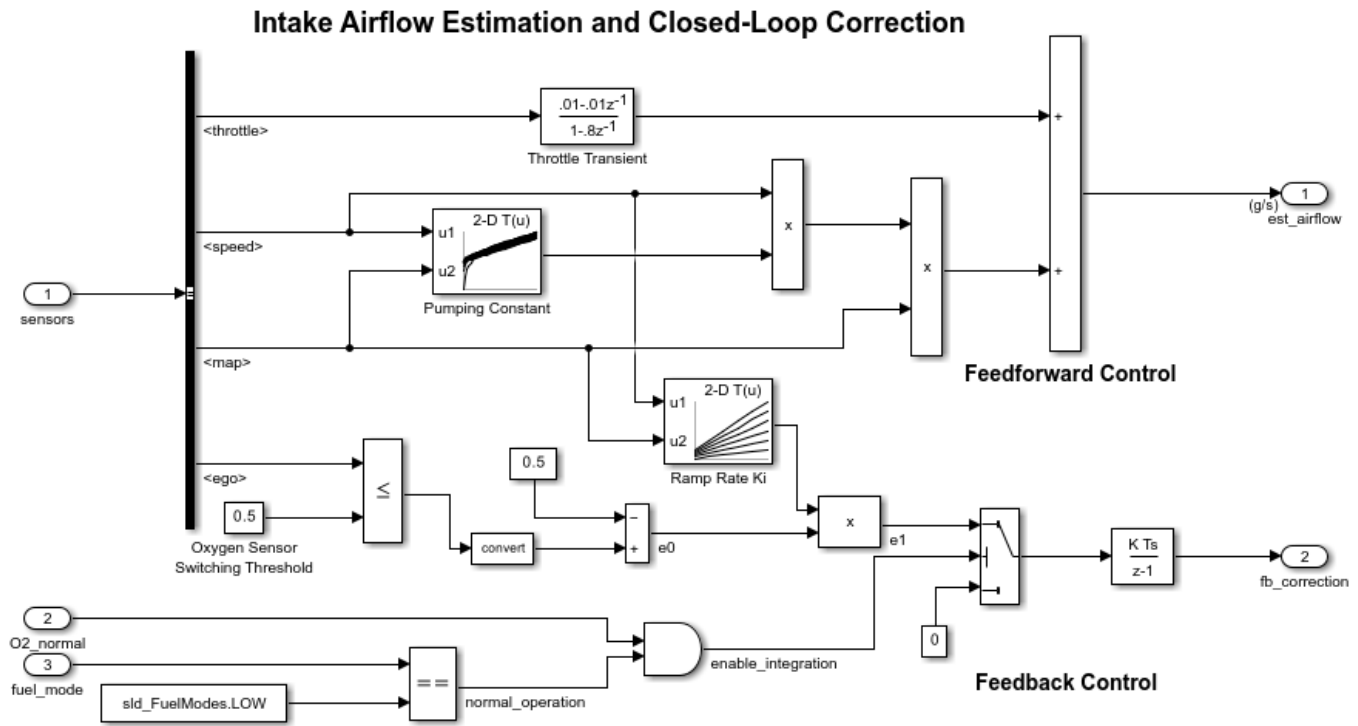 Intake Airflow Estimation and Closed-Loop Correction
.01-.01z-1
1-.8z-1
Throttle Transient
<throttle>
+
x
2-D T(u)
u1
u2
Pumping Constant
<speed>
x
1
(g/s)
est_airflow
+
1
sensors
<map>
Feedforward Control
2-D T(u)
u1
u2
Ramp Rate Ki
<ego>
≤
0.5
Oxygen Sensor
Switching Threshold
0.5
convert
−
+
e0
x
e1
K Ts
z-1
2
fb_correction
0
2
O2_normal
3
fuel_mode
sld_FuelModes.LOW
==
normal_operation
enable_integration
Feedback Control